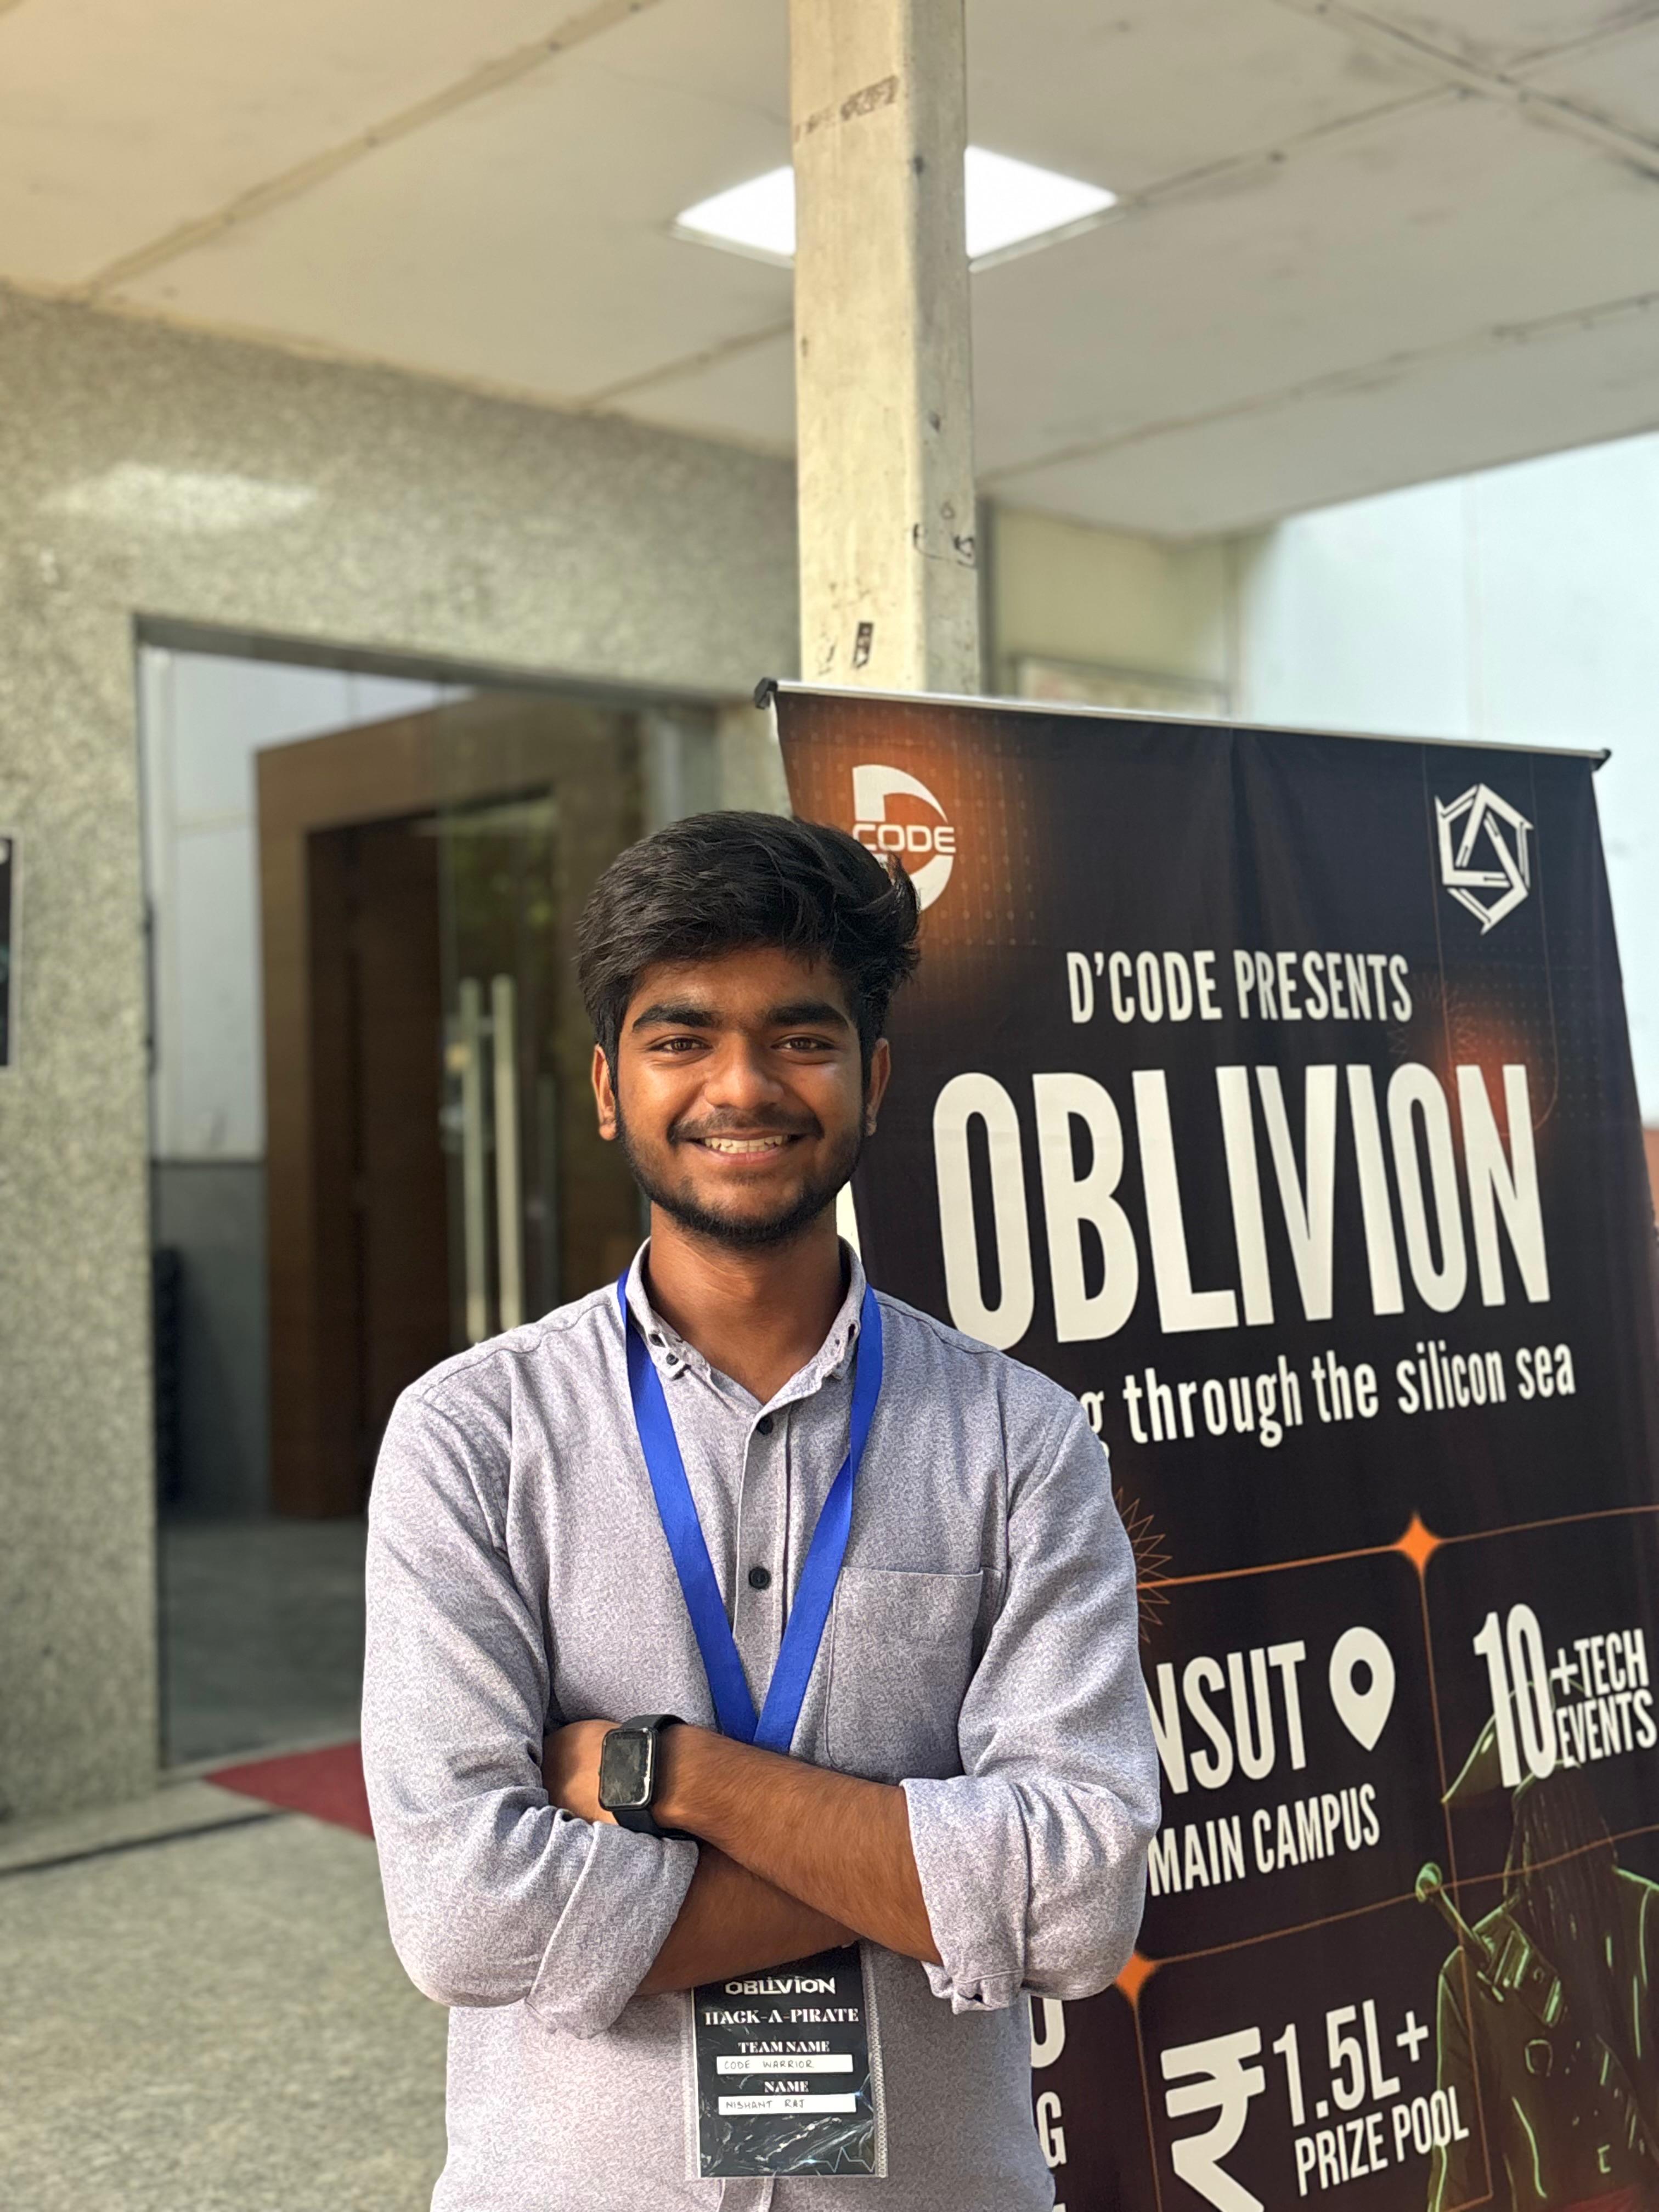 CODE
D'CODE PRESENTS
OBLIVION
g through the silicon sea
NSUT
MAIN CAMPUS
10+TECH
EVENTS
₹1.5L+
PRIZE POOL
G
OBLIVION
HACK-A-PIRATE
TEAM NAME
CODE WARRIOR
NAME
NISHANT RAJ